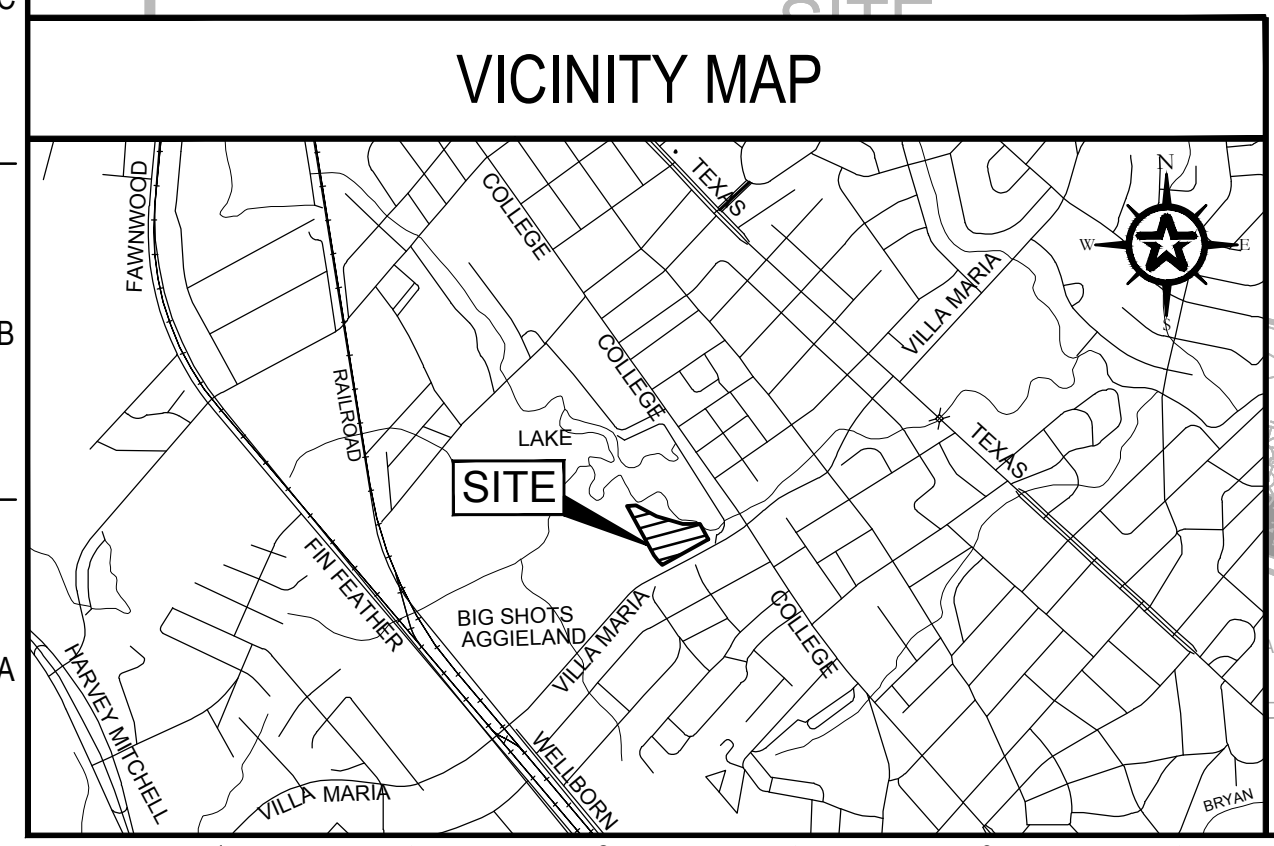 C
SITE
VICINITY MAP
FAWNWOOD
COLLEGE
TEXAS
N
W
E
S
VILLA MARIA
B
COLLEGE
RAILROAD
LAKE
TEXAS
SITE
FIN FEATHER
BIG SHOTS
AGGIELAND
VILLA MARIA
COLLEGE
A
HARVEY MITCHELL
WELLBORN
VILLA MARIA
BRYAN